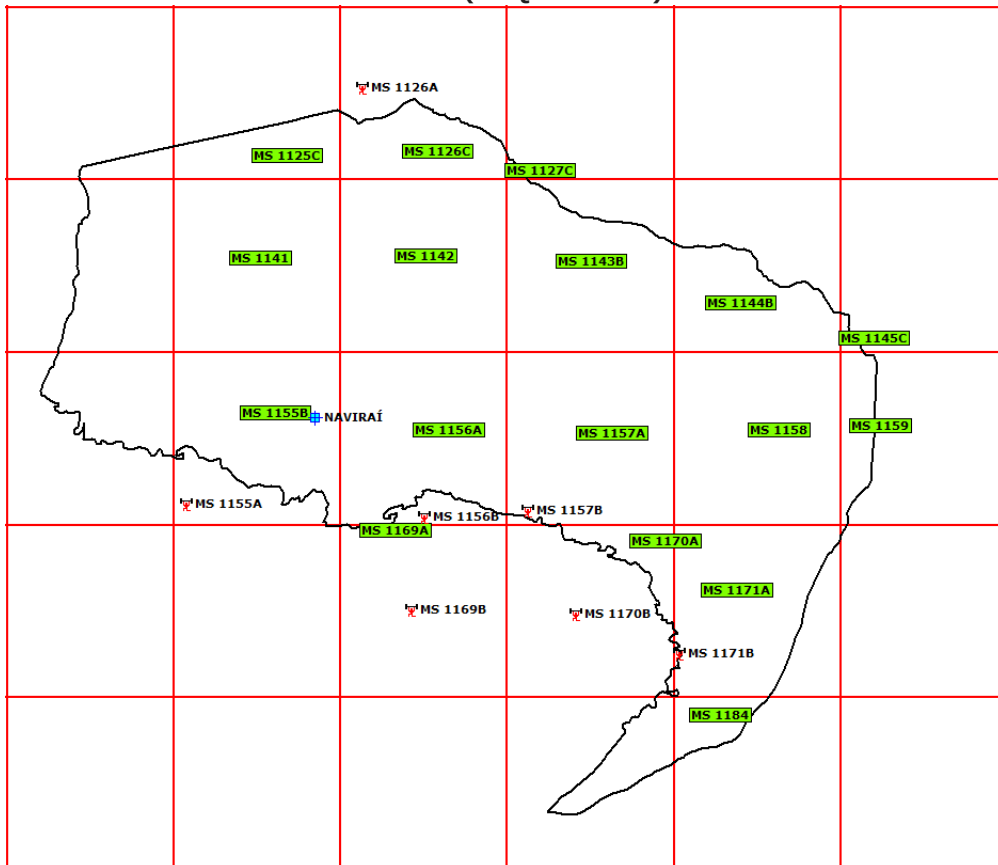 MS 1126A
MS 1125C
MS 1126C
MS 1127C
MS 1141
MS 1142
MS 1143B
MS 1144B
MS 1145C
MS 1155B
NAVIRAÍ
MS 1156A
MS 1157A
MS 1158
MS 1159
MS 1155A
MS 1156B
MS 1157B
MS 1169A
MS 1170A
MS 1171A
MS 1169B
MS 1170B
MS 1171B
MS 1184